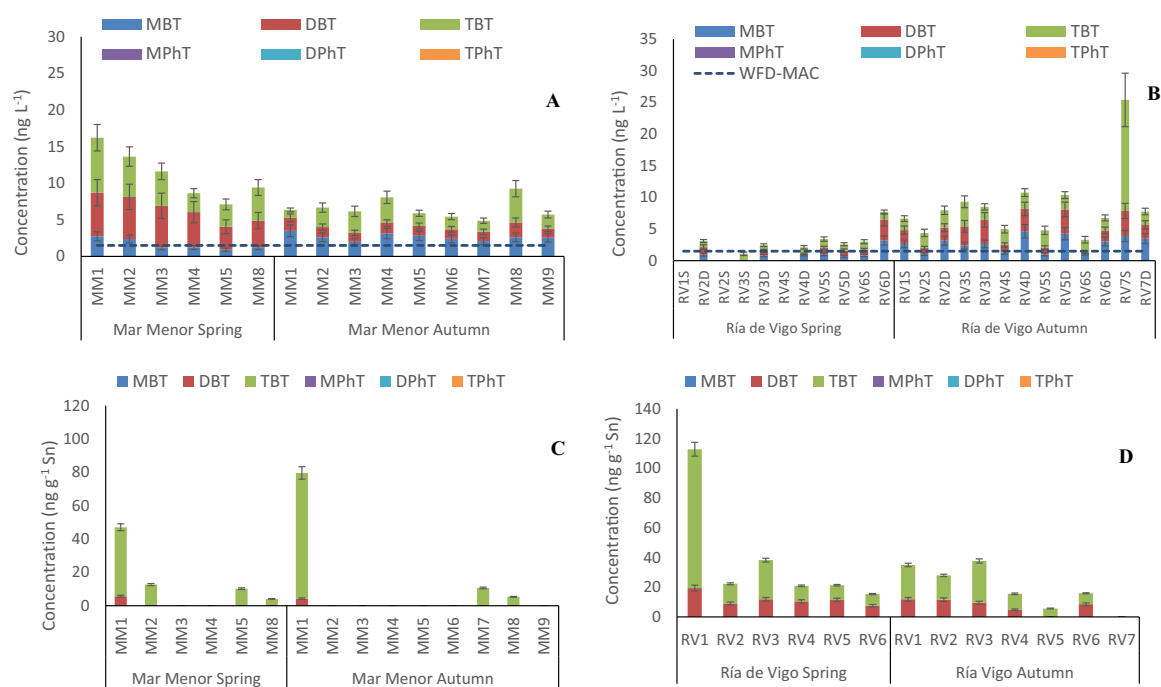 MBT DBT TBT
MPhT DPhT TPhT
A
Concentration (ng L-1)
30
25
20
15
10
5
0
MM1 MM2 MM3 MM4 MM5 MM8 MM1 MM2 MM3 MM4 MM5 MM6 MM7 MM8 MM9
Mar Menor Spring Mar Menor Autumn
MBT DBT TBT
MPhT DPhT TPhT
WFD-MAC
B
Concentration (ng L-1)
35
30
25
20
15
10
5
0
RV1S RV2D RV2S RV3S RV3D RV4S RV4D RV5S RV5D RV6S RV6D RV1S RV2S RV2D RV3S RV3D RV4S RV4D RV5S RV5D RV6S RV6D RV7S RV7D
Ría de Vigo Spring Ría de Vigo Autumn
MBT DBT TBT MPhT DPhT TPhT
C
Concentration (ng g-1 Sn)
120
100
80
60
40
20
0
MM1 MM2 MM3 MM4 MM5 MM8 MM1 MM2 MM3 MM4 MM5 MM6 MM7 MM8 MM9
Mar Menor Spring Mar Menor Autumn
MBT DBT TBT MPhT DPhT TPhT
D
Concentration (ng g-1 Sn)
140
120
100
80
60
40
20
0
RV1 RV2 RV3 RV4 RV5 RV6 RV1 RV2 RV3 RV4 RV5 RV6 RV7
Ría de Vigo Spring Ría Vigo Autumn